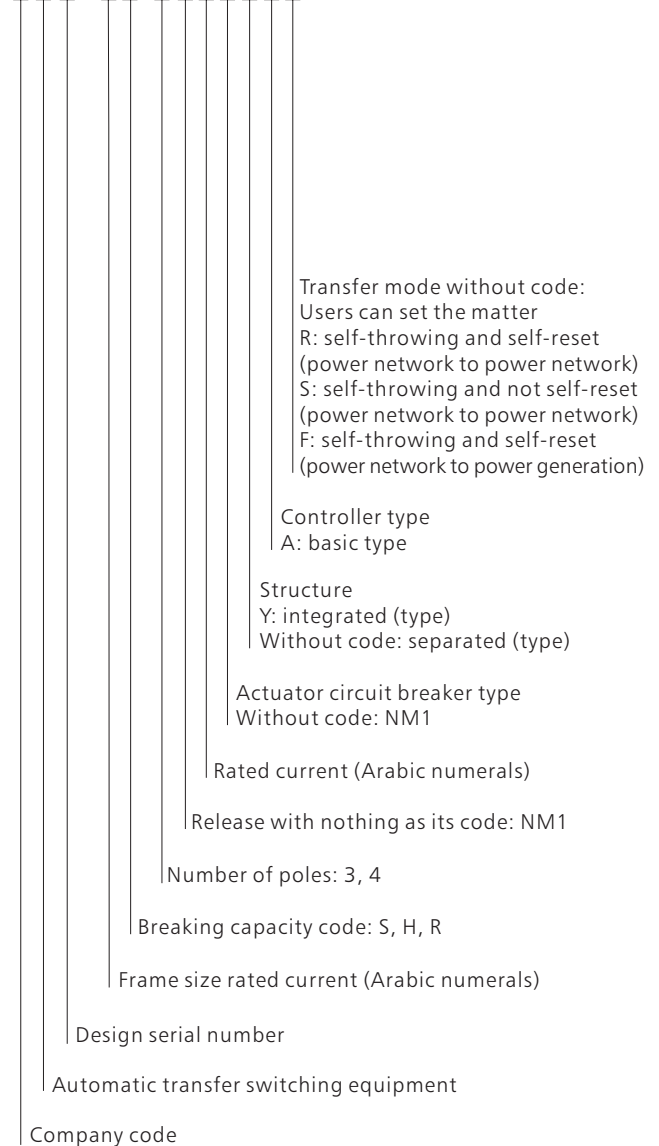 Transfer mode without code:
Users can set the matter
R: self-throwing and self-reset
(power network to power network)
S: self-throwing and not self-reset
(power network to power network)
F: self-throwing and self-reset
(power network to power generation)
Controller type
A: basic type
Structure
Y: integrated (type)
Without code: separated (type)
Actuator circuit breaker type
Without code: NM1
Rated current (Arabic numerals)
Release with nothing as its code: NM1
Number of poles: 3, 4
Breaking capacity code: S, H, R
Frame size rated current (Arabic numerals)
Design serial number
Automatic transfer switching equipment
Company code